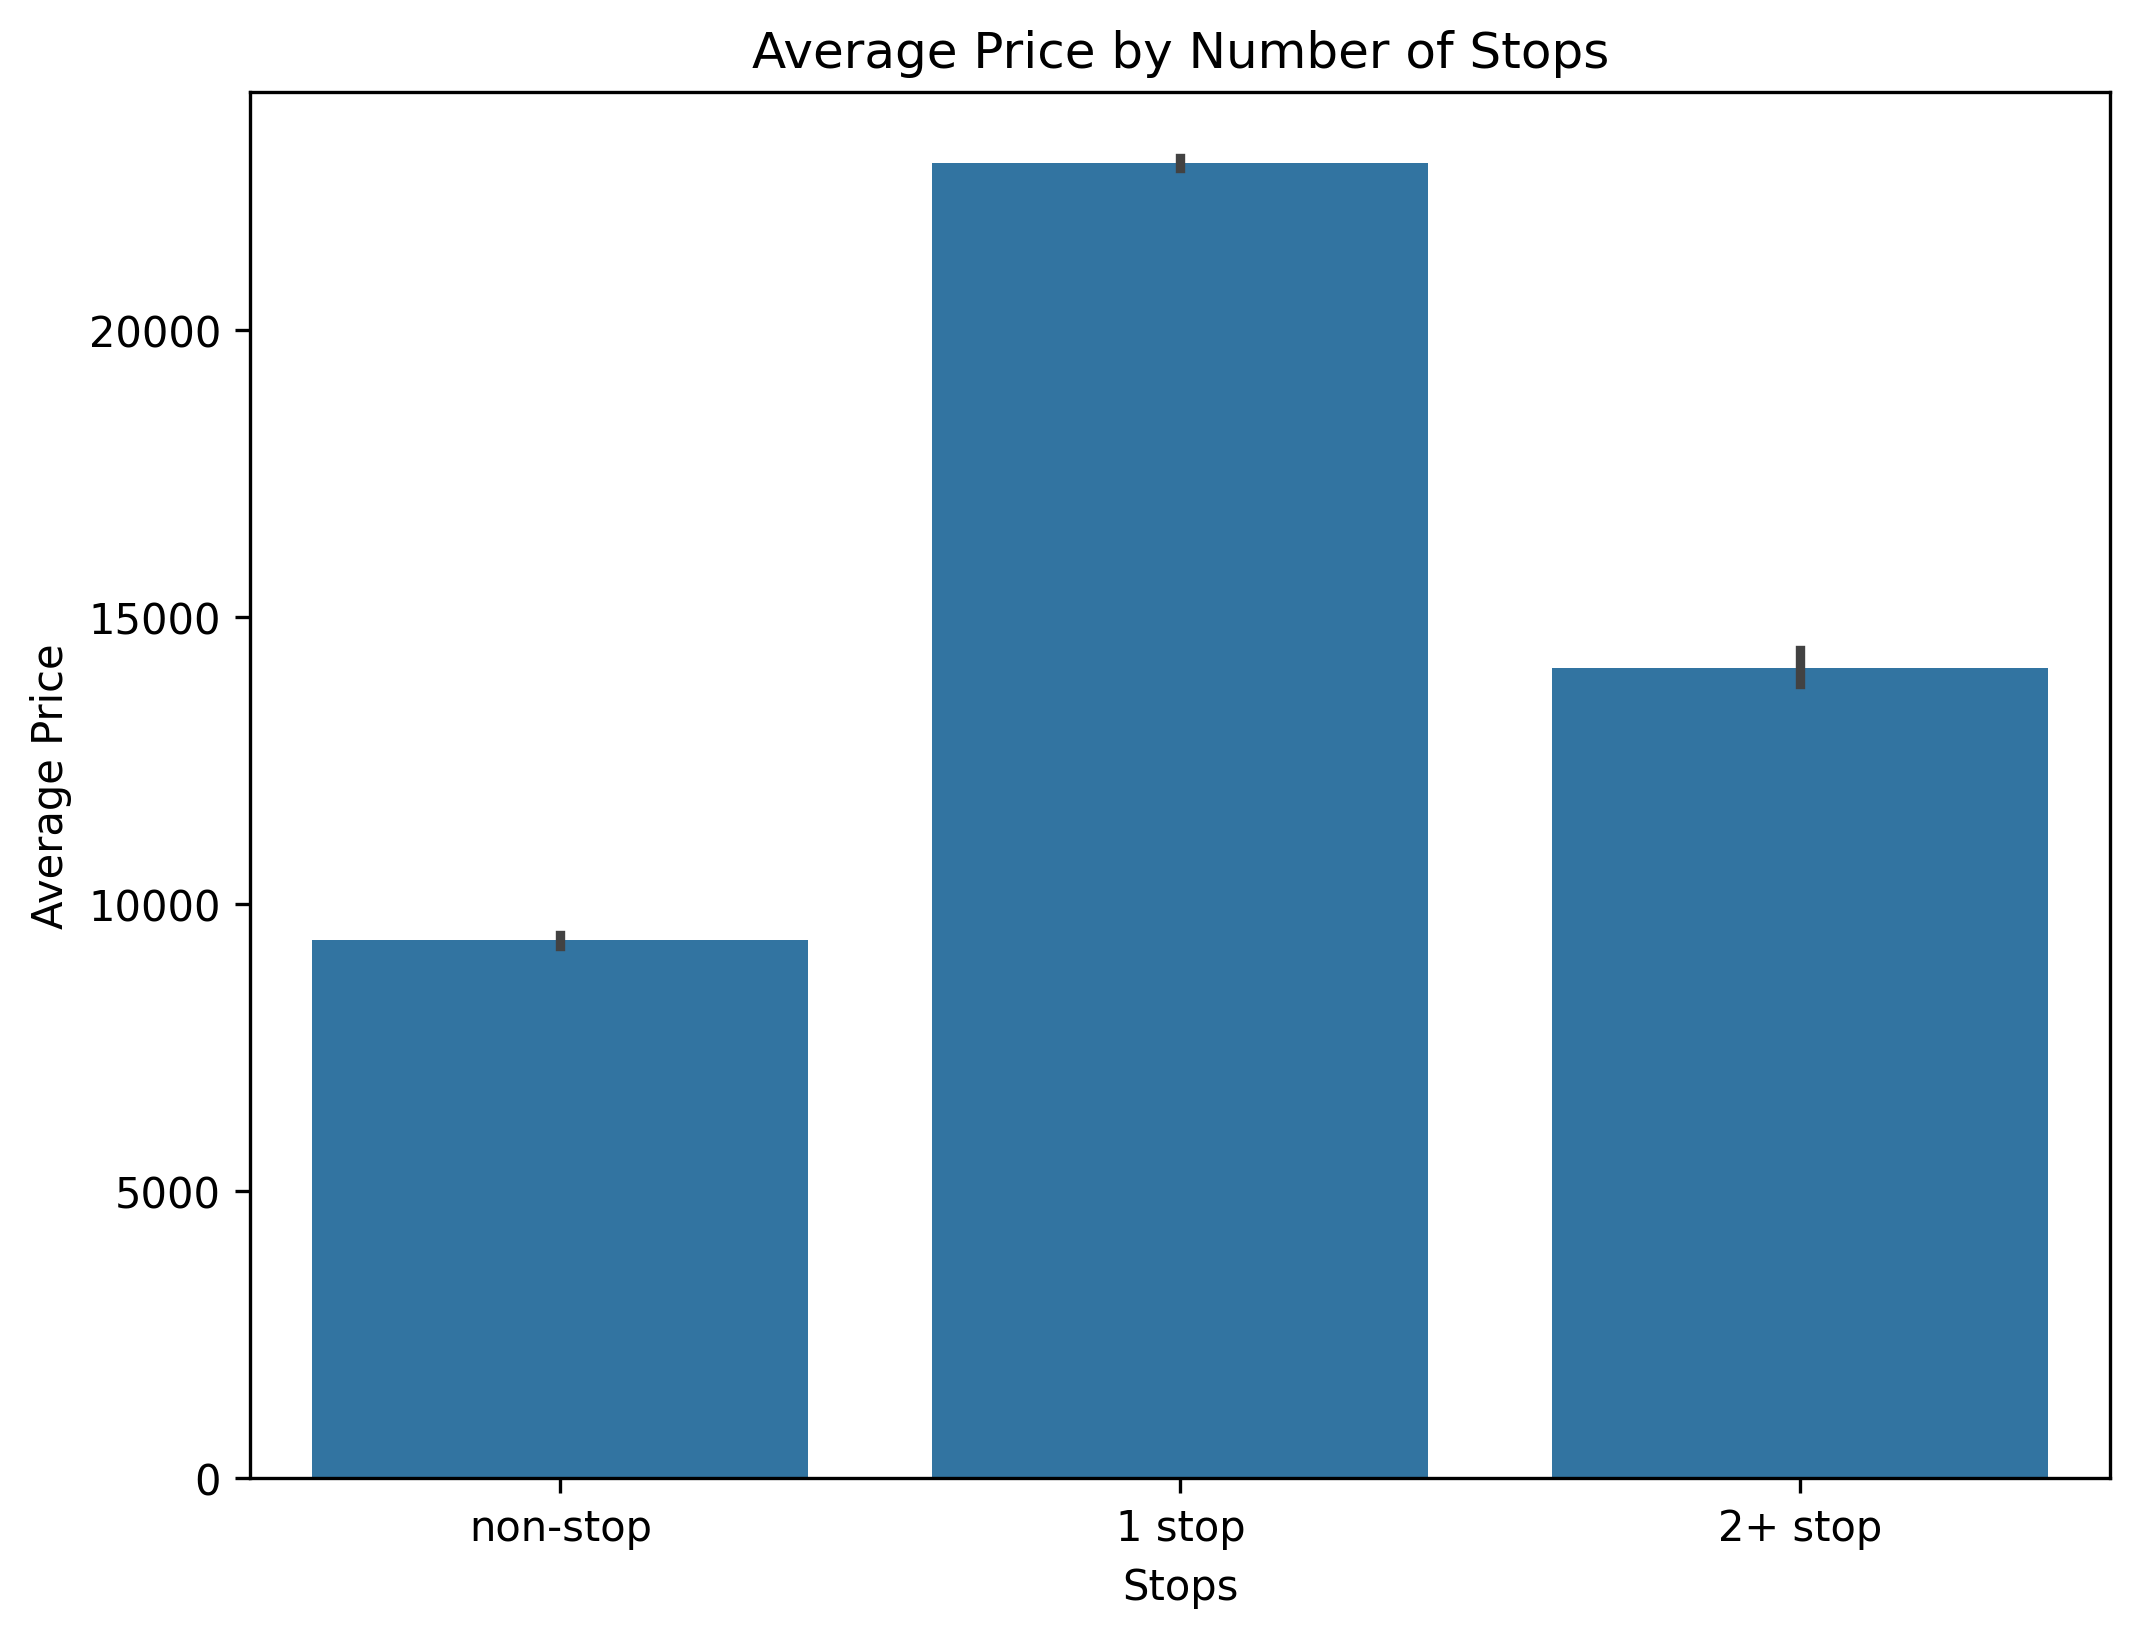 Average Price by Number of Stops
Average Price
20000
15000
10000
5000
0
non-stop
1 stop
2+ stop
Stops